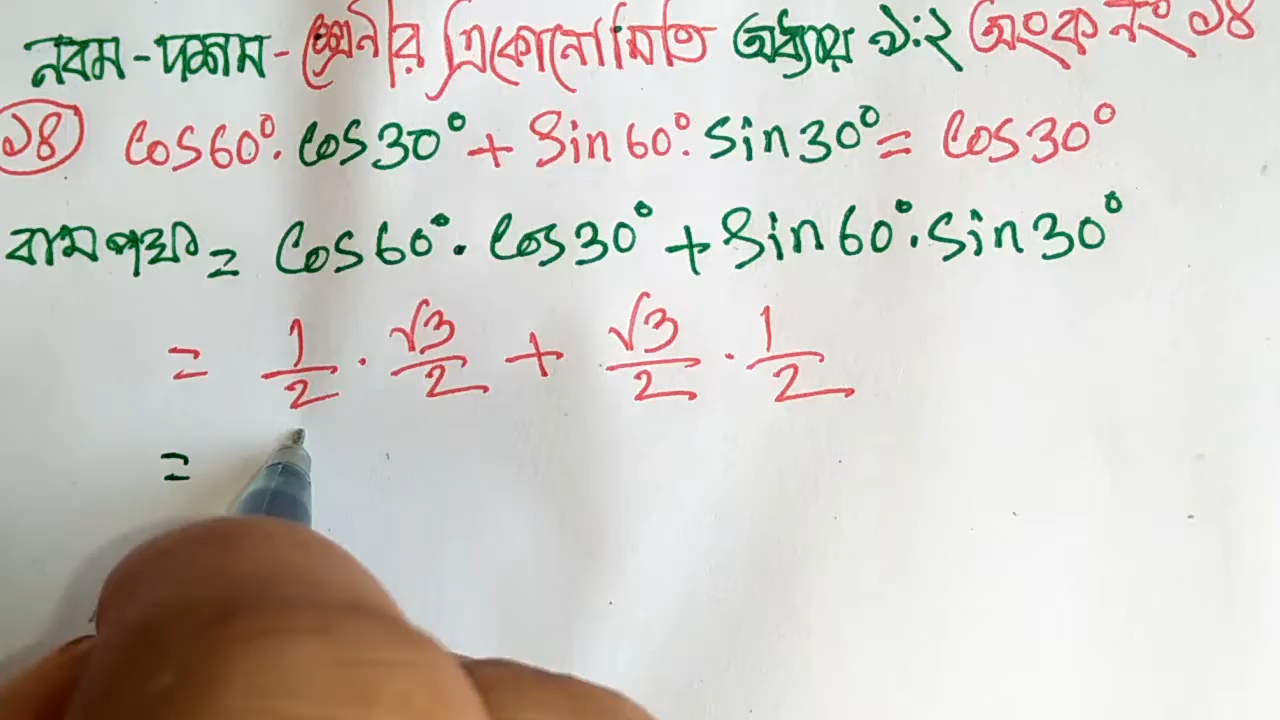 নবম-দশম-শ্রেনীর ত্রিকোনোমিতি অধ্যায় ৯:২ অংক নং ১৪
১৪ Cos60°. Cos30° + Sin60°. Sin30° = Cos30°
বামপক্ষ = Cos60°. Cos30° + Sin60°. Sin30°
= 1/2 . √3/2 + √3/2 . 1/2
=